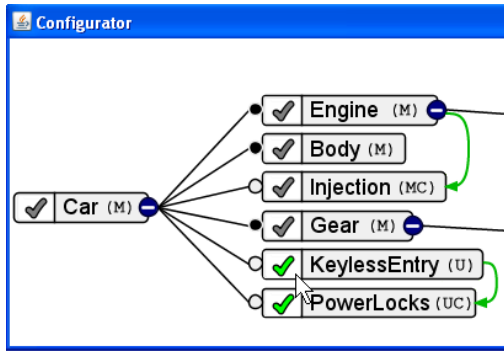 Configurator
Engine (M)
Body (M)
Injection (MC)
Car (M)
Gear (M)
KeylessEntry (U)
PowerLocks (UC)